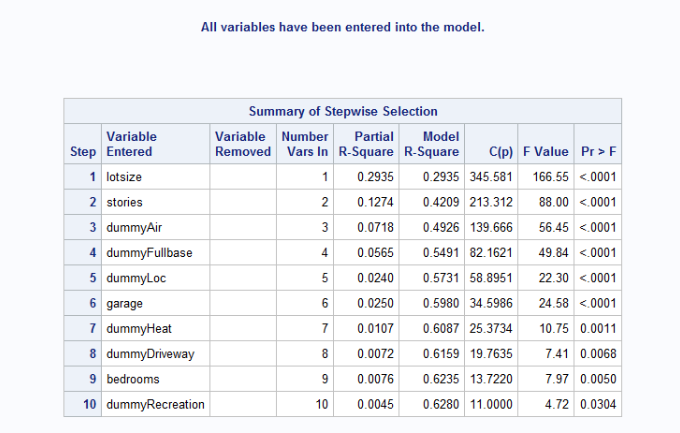 All variables have been entered into the model.
Summary of Stepwise Selection
Step Variable Entered Variable Removed Number Vars In Partial R-Square Model R-Square C(p) F Value Pr > F
1 lotsize 1 0.2935 0.2935 345.581 166.55 <.0001
2 stories 2 0.1274 0.4209 213.312 88.00 <.0001
3 dummyAir 3 0.0718 0.4926 139.666 56.45 <.0001
4 dummyFullbase 4 0.0565 0.5491 82.1621 49.84 <.0001
5 dummyLoc 5 0.0240 0.5731 58.8951 22.30 <.0001
6 garage 6 0.0250 0.5980 34.5986 24.58 <.0001
7 dummyHeat 7 0.0107 0.6087 25.3734 10.75 0.0011
8 dummyDriveway 8 0.0072 0.6159 19.7635 7.41 0.0068
9 bedrooms 9 0.0076 0.6235 13.7220 7.97 0.0050
10 dummyRecreation 10 0.0045 0.6280 11.0000 4.72 0.0304